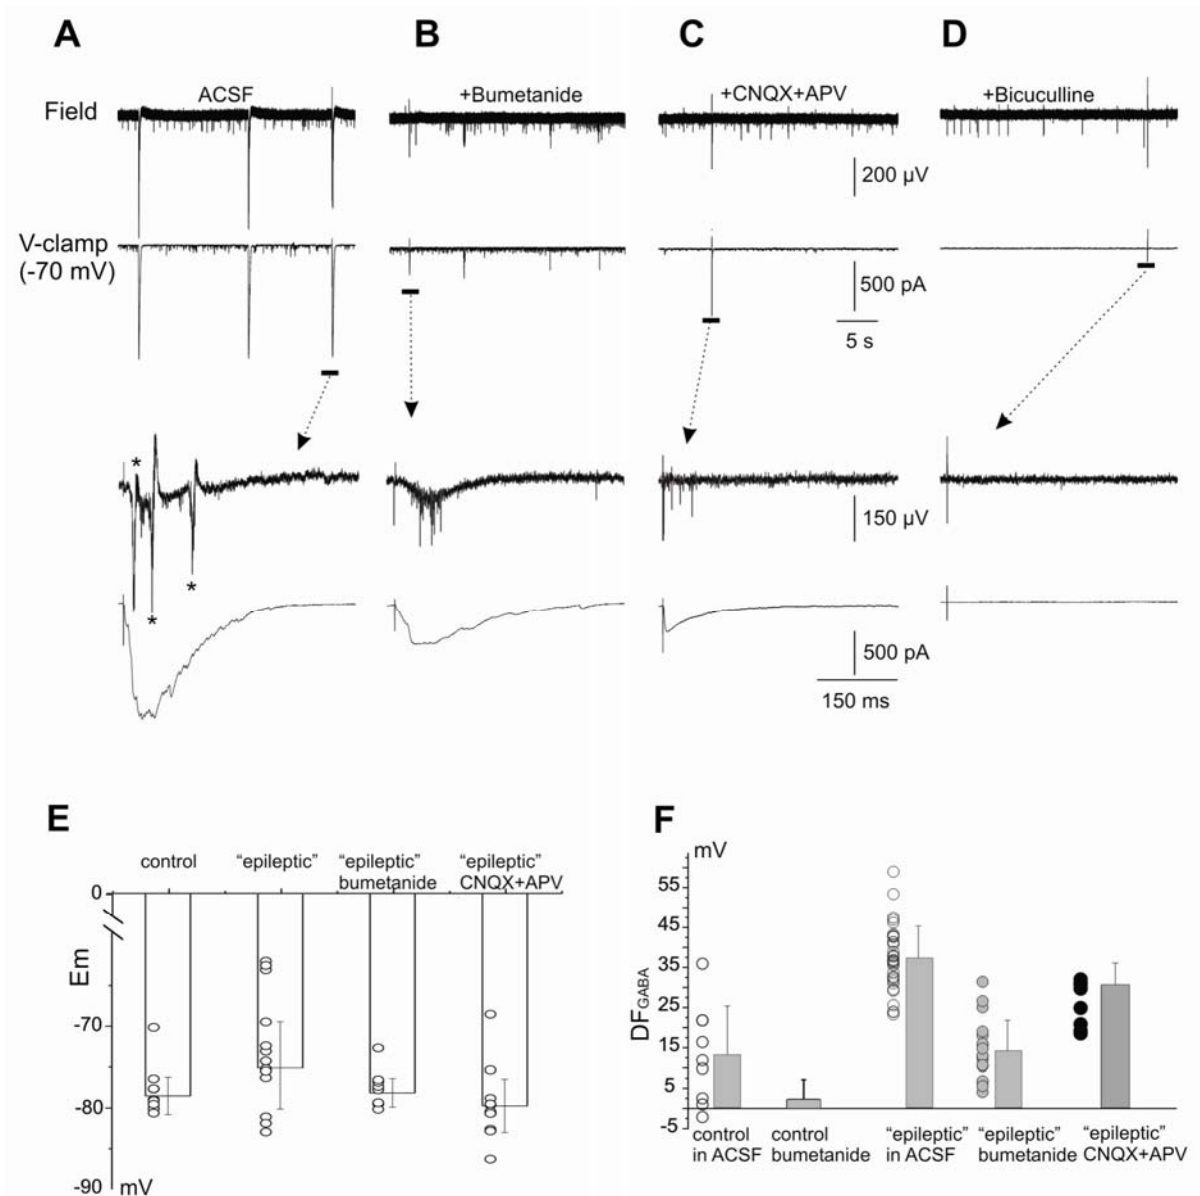 A
B
C
D
ACSF
+Bumetanide
+CNQX+APV
+Bicuculline
Field
200 µV
V-clamp
(-70 mV)
500 pA
5 s
*
*
*
150 µV
500 pA
150 ms
E
control
"epileptic"
"epileptic"
bumetanide
"epileptic"
CNQX+APV
0
Em
-70
-80
-90
mV
F
mV
55
45
35
25
15
5
-5
DFGABA
control
in ACSF
control
bumetanide
"epileptic"
in ACSF
"epileptic"
bumetanide
"epileptic"
CNQX+APV